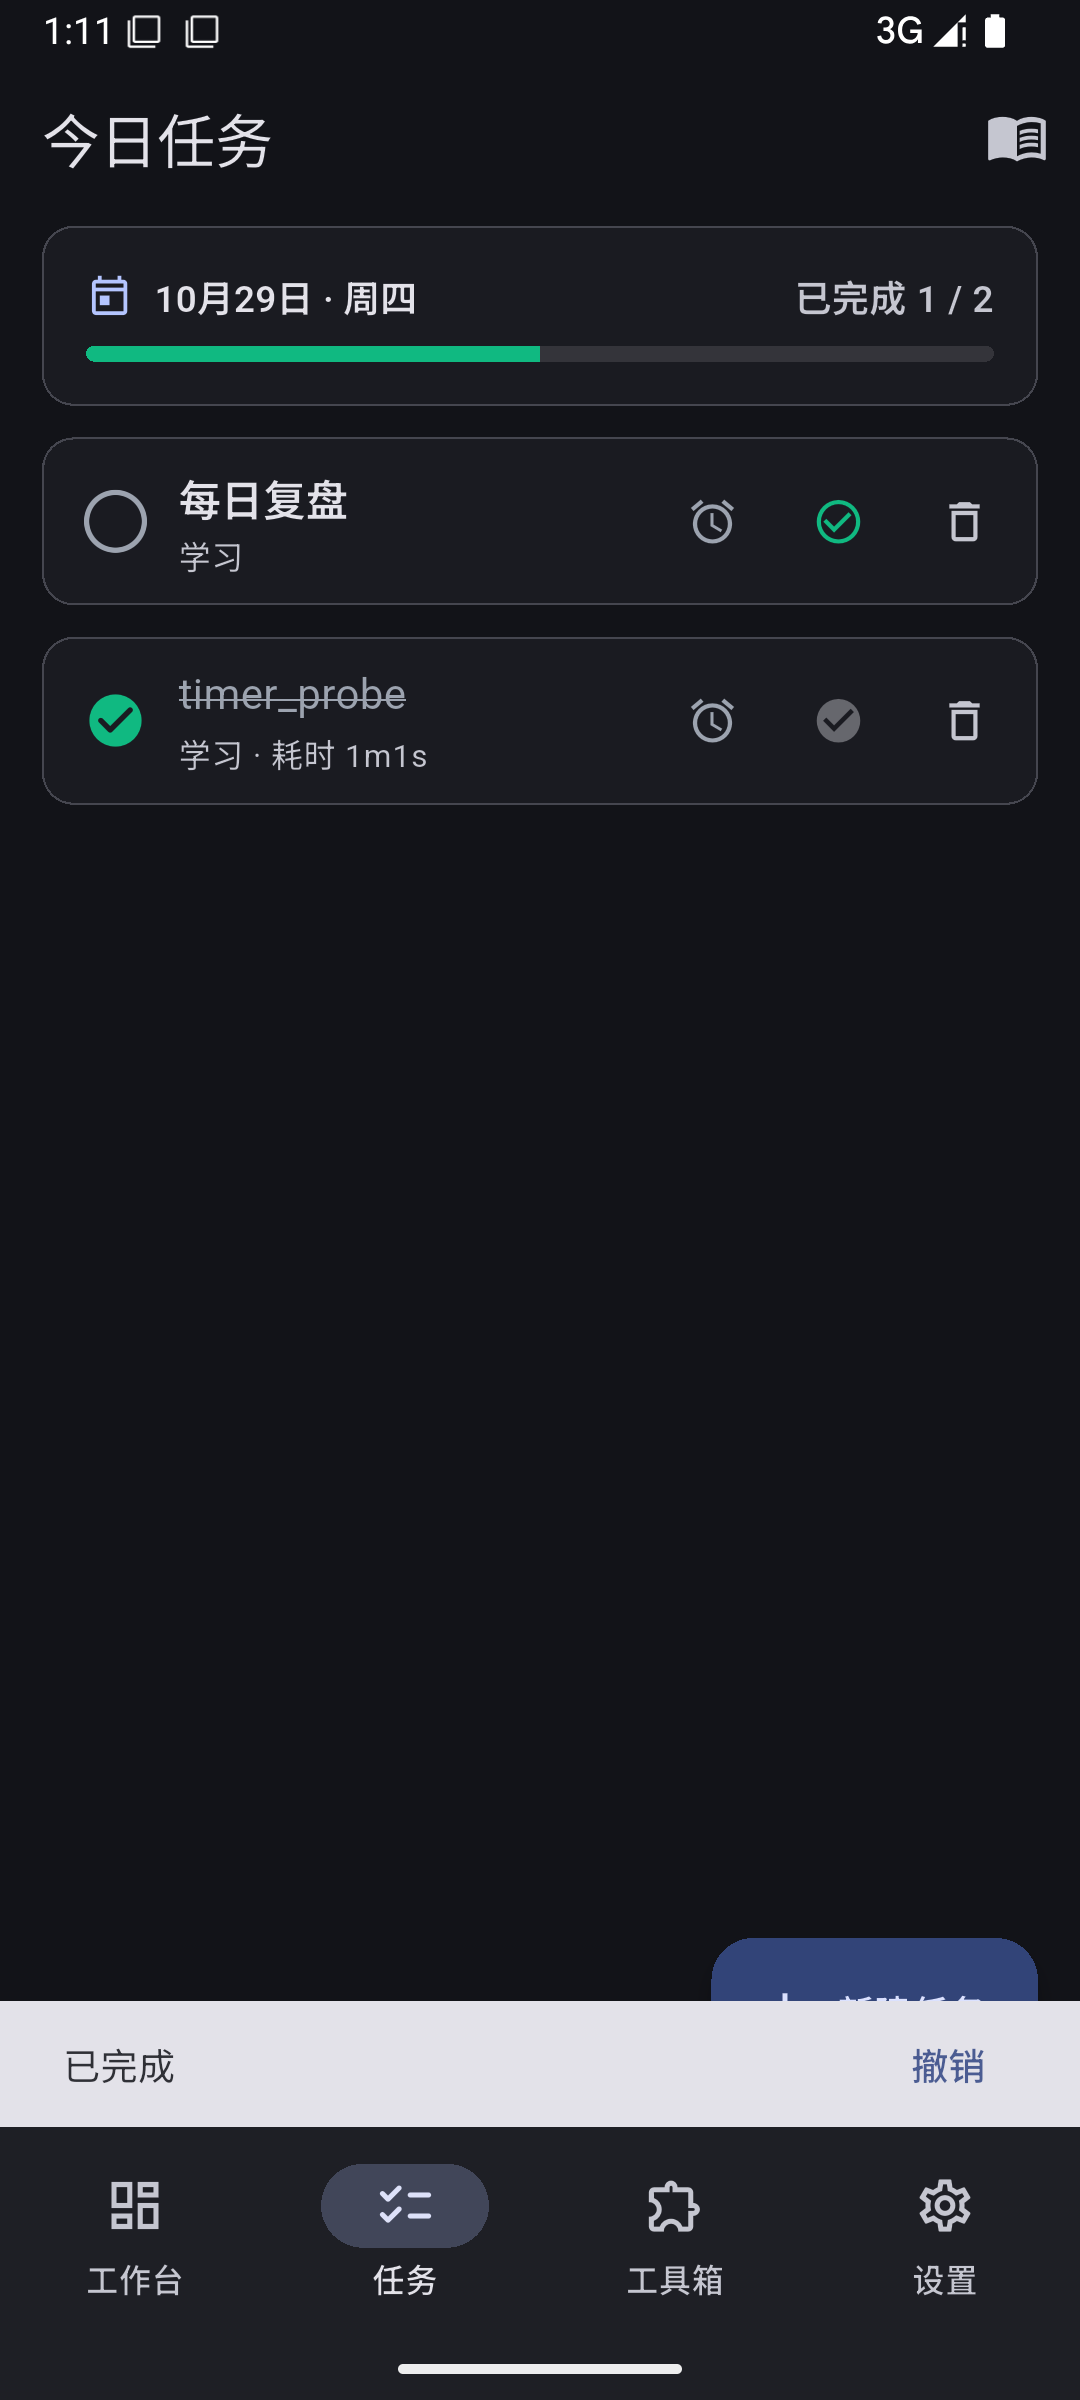 1:11
3G
今日任务
10月29日 · 周四
已完成 1 / 2
每日复盘
学习
timer_probe
学习 · 耗时 1m1s
已完成
撤销
工作台
任务
工具箱
设置